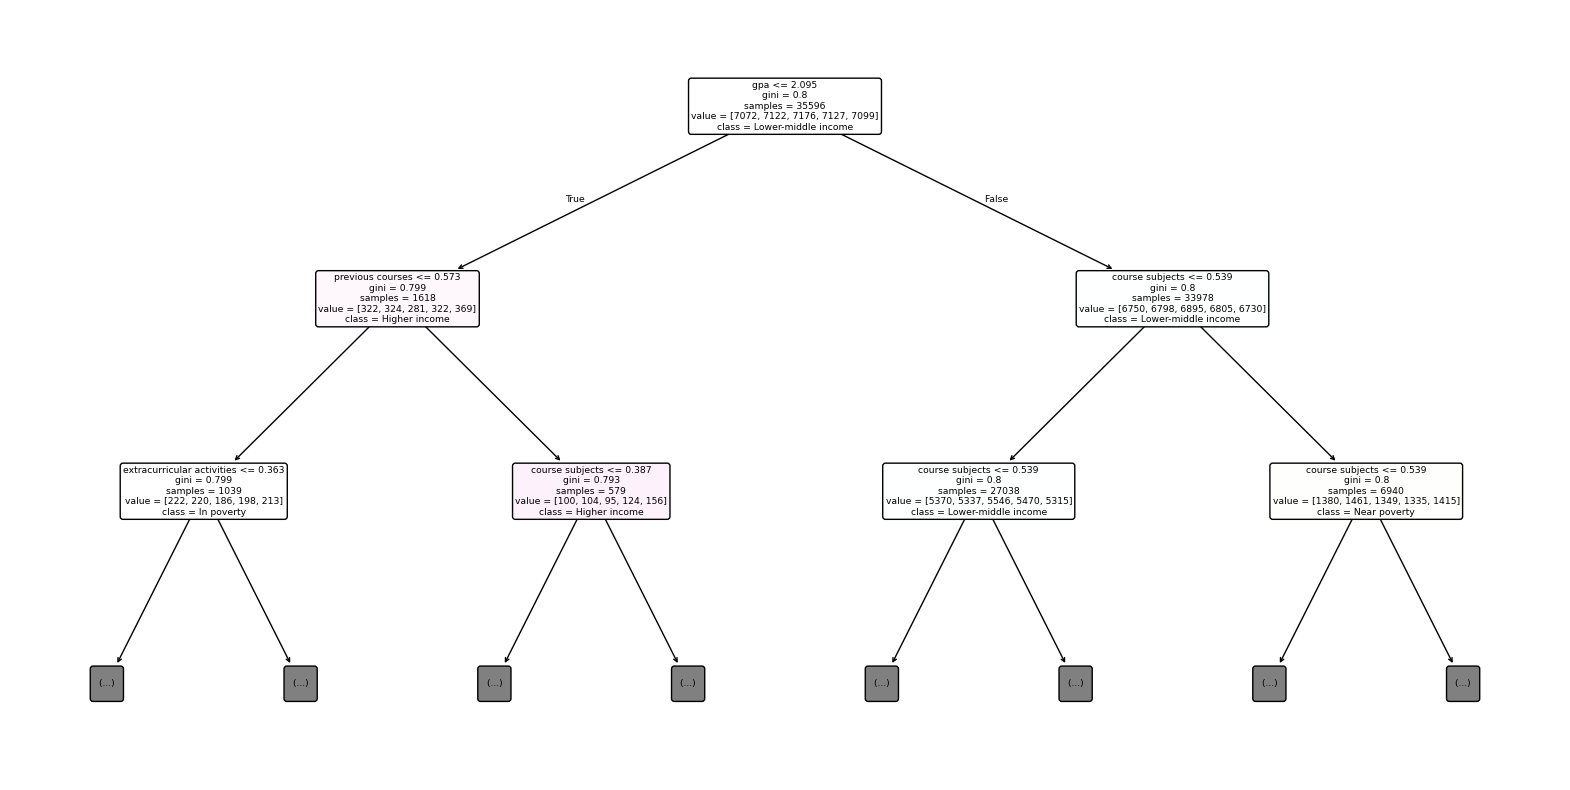 gpa <= 2.095
gini = 0.8
samples = 35596
value = [7072, 7122, 7176, 7127, 7099]
class = Lower-middle income
True
False
previous courses <= 0.573
gini = 0.799
samples = 1618
value = [322, 324, 281, 322, 369]
class = Higher income
course subjects <= 0.539
gini = 0.8
samples = 33978
value = [6750, 6798, 6895, 6805, 6730]
class = Lower-middle income
extracurricular activities <= 0.363
gini = 0.799
samples = 1039
value = [222, 220, 186, 198, 213]
class = In poverty
course subjects <= 0.387
gini = 0.793
samples = 579
value = [100, 104, 95, 124, 156]
class = Higher income
course subjects <= 0.539
gini = 0.8
samples = 27038
value = [5370, 5337, 5546, 5470, 5315]
class = Lower-middle income
course subjects <= 0.539
gini = 0.8
samples = 6940
value = [1380, 1461, 1349, 1335, 1415]
class = Near poverty
(...)
(...)
(...)
(...)
(...)
(...)
(...)
(...)